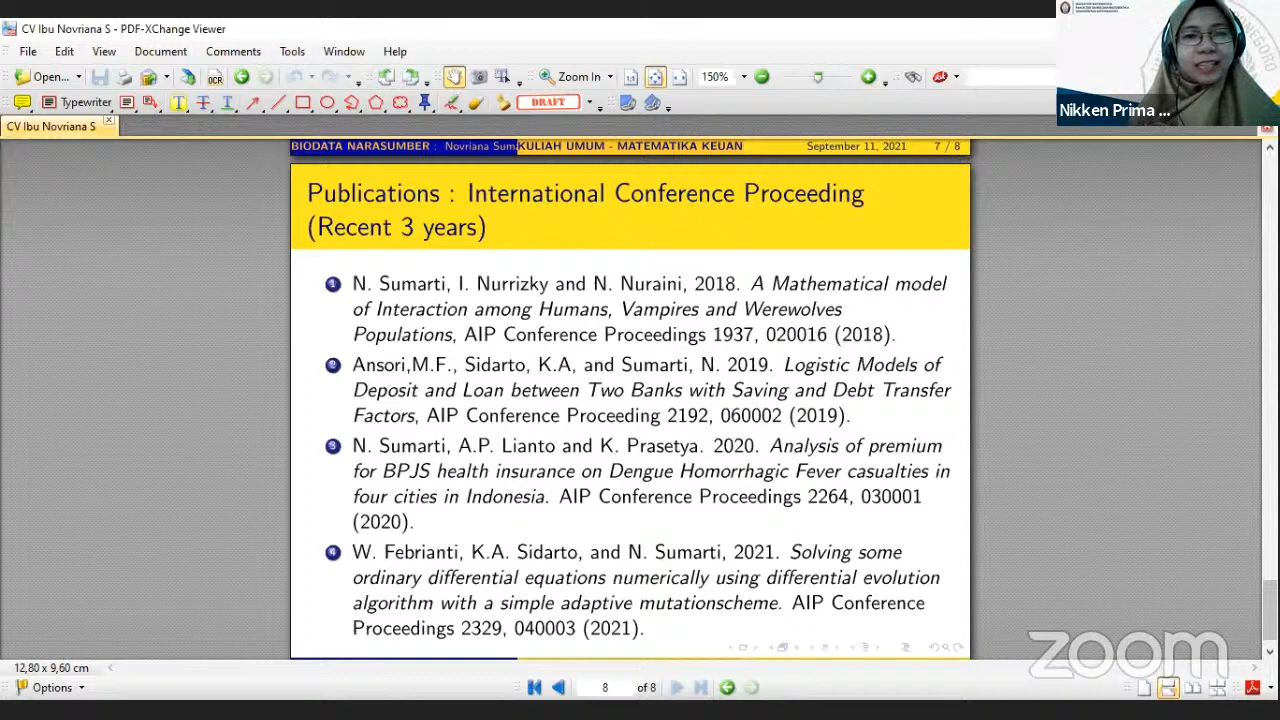 CV Ibu Novriana S - PDF-XChange Viewer
File Edit View Document Comments Tools Window Help
Open... OCR Zoom In 150%
Typewriter DRAFT
CV Ibu Novriana S
Nikken Prima ...
BIODATA NARASUMBER : Novriana Suma KULIAH UMUM - MATEMATIKA KEUAN September 11, 2021 7 / 8
Publications : International Conference Proceeding
(Recent 3 years)
1 N. Sumarti, I. Nurrizky and N. Nuraini, 2018. A Mathematical model
of Interaction among Humans, Vampires and Werewolves
Populations, AIP Conference Proceedings 1937, 020016 (2018).
2 Ansori,M.F., Sidarto, K.A, and Sumarti, N. 2019. Logistic Models of
Deposit and Loan between Two Banks with Saving and Debt Transfer
Factors, AIP Conference Proceeding 2192, 060002 (2019).
3 N. Sumarti, A.P. Lianto and K. Prasetya. 2020. Analysis of premium
for BPJS health insurance on Dengue Homorrhagic Fever casualties in
four cities in Indonesia. AIP Conference Proceedings 2264, 030001
(2020).
4 W. Febrianti, K.A. Sidarto, and N. Sumarti, 2021. Solving some
ordinary differential equations numerically using differential evolution
algorithm with a simple adaptive mutationscheme. AIP Conference
Proceedings 2329, 040003 (2021).
zoom
12,80 x 9,60 cm
Options 8 of 8